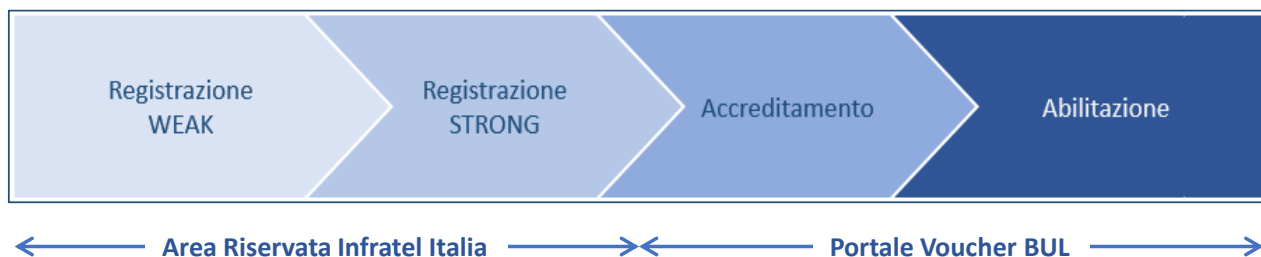 Registrazione
WEAK
Registrazione
STRONG
Accreditamento
Abilitazione
Area Riservata Infratel Italia
Portale Voucher BUL